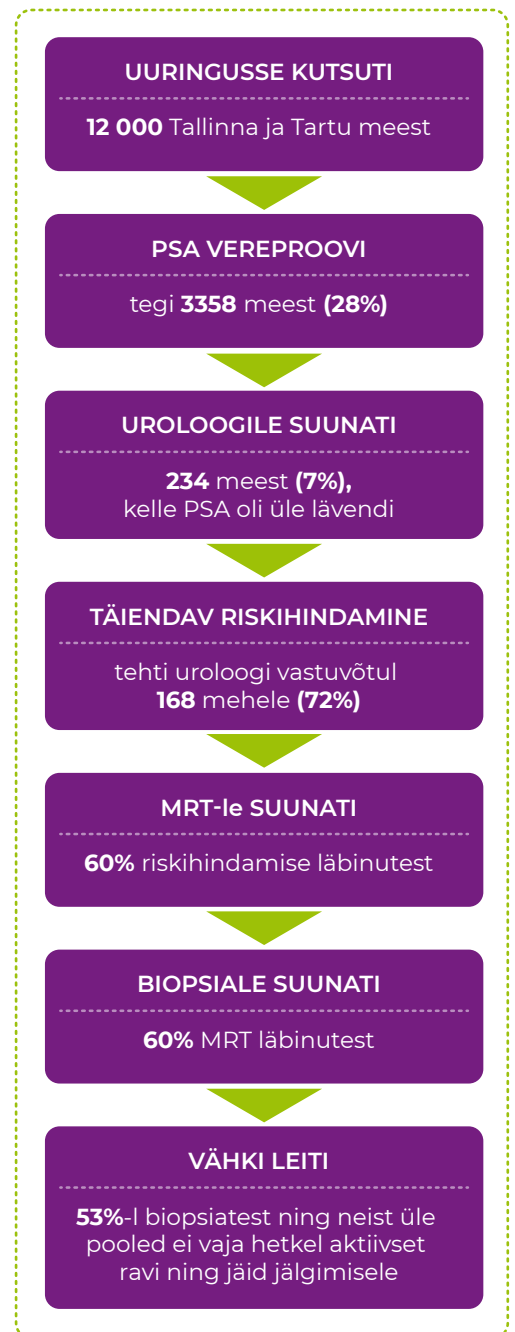 UURINGUSSE KUTSUTI
12 000 Tallinna ja Tartu meest
PSA VEREPROOVI
tegi 3358 meest (28%)
UROLOOGILE SUUNATI
234 meest (7%),
kelle PSA oli üle lävendi
TÄIENDAV RISKIHINDAMINE
tehti uroloogi vastuvõtul
168 mehele (72%)
MRT-le SUUNATI
60% riskihindamise läbinutest
BIOPSIALE SUUNATI
60% MRT läbinutest
VÄHKI LEITI
53%-l biopsiatest ning neist üle
pooled ei vaja hetkel aktiivset
ravi ning jäid jälgimisele